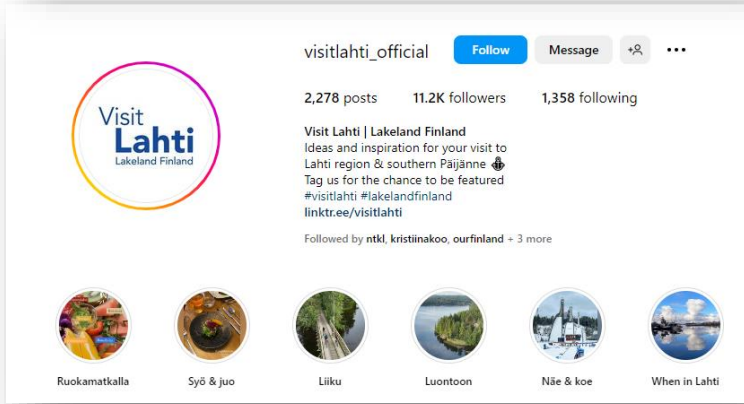 visitlahti_official Follow Message
2,278 posts 11.2K followers 1,358 following
Visit
Lahti
Lakeland Finland
Visit Lahti | Lakeland Finland
Ideas and inspiration for your visit to
Lahti region & southern Päijänne
Tag us for the chance to be featured
#visitlahti #lakelandfinland
linktr.ee/visitlahti
Followed by ntkl, kristiinakoo, ourfinland + 3 more
Ruokamatkalla Syö & juo Liiku Luontoon Näe & koe When in Lahti